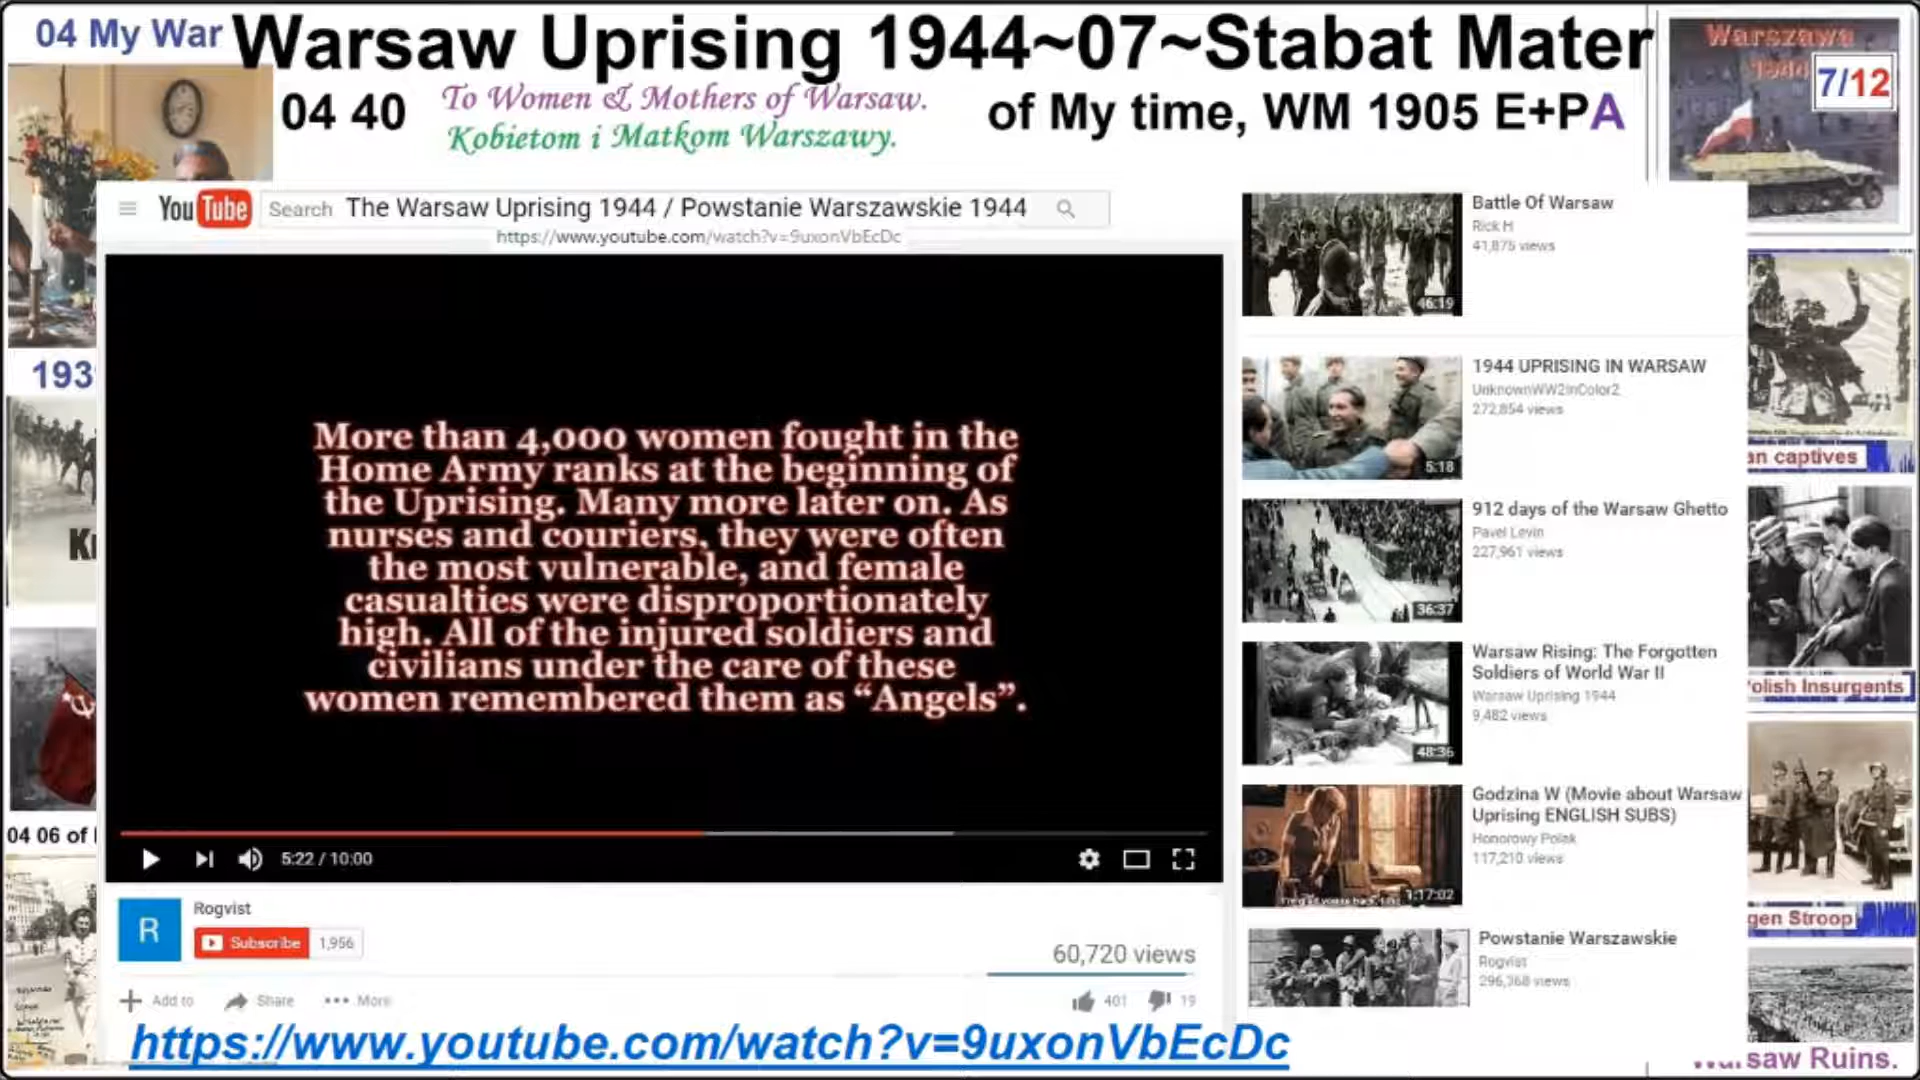 04 My War
Warsaw Uprising 1944~07~Stabat Mater
04 40
To Women & Mothers of Warsaw.
Kobietom i Matkom Warszawy.
of My time, WM 1905 E+PA
Warszawa
1944
7/12
YouTube
Search
The Warsaw Uprising 1944 / Powstanie Warszawskie 1944
https://www.youtube.com/watch?v=9uxonVbEcDc
More than 4,000 women fought in the
Home Army ranks at the beginning of
the Uprising. Many more later on. As
nurses and couriers, they were often
the most vulnerable, and female
casualties were disproportionately
high. All of the injured soldiers and
civilians under the care of these
women remembered them as “Angels”.
5:22 / 10:00
R
Rogvist
Subscribe 1,956
60,720 views
Add to
Share
More
401
19
https://www.youtube.com/watch?v=9uxonVbEcDc
Battle Of Warsaw
Rick H
41,875 views
46:19
1944 UPRISING IN WARSAW
UnknownWW2InColor2
272,854 views
5:18
912 days of the Warsaw Ghetto
Pavel Levin
227,961 views
36:37
Warsaw Rising: The Forgotten
Soldiers of World War II
Warsaw Uprising 1944
9,482 views
48:36
Godzina W (Movie about Warsaw
Uprising ENGLISH SUBS)
Honorowy Polak
117,210 views
1:17:02
Powstanie Warszawskie
Rogvist
296,368 views
193
04 06 of
an captives
olish Insurgents
gen Stroop
saw Ruins.